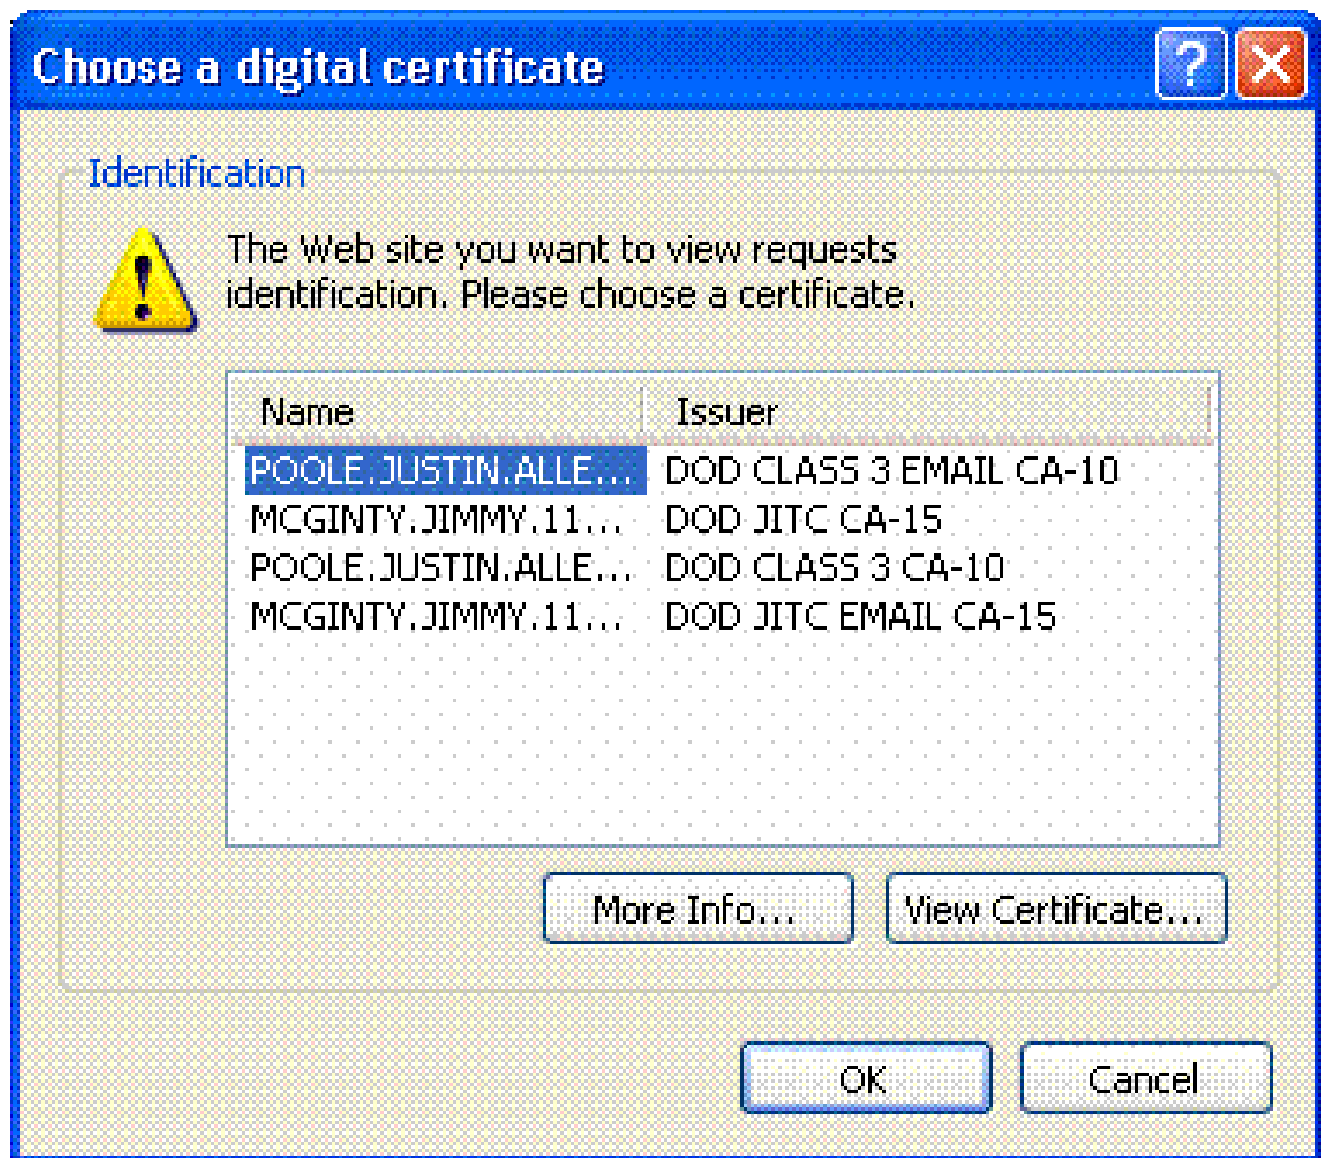 Choose a digital certificate
?
Identification
The Web site you want to view requests
identification. Please choose a certificate.
Name Issuer
POOLE.JUSTIN.ALLE... DOD CLASS 3 EMAIL CA-10
MCGINTY.JIMMY.11... DOD JITC CA-15
POOLE.JUSTIN.ALLE... DOD CLASS 3 CA-10
MCGINTY.JIMMY.11... DOD JITC EMAIL CA-15
More Info... View Certificate...
OK Cancel